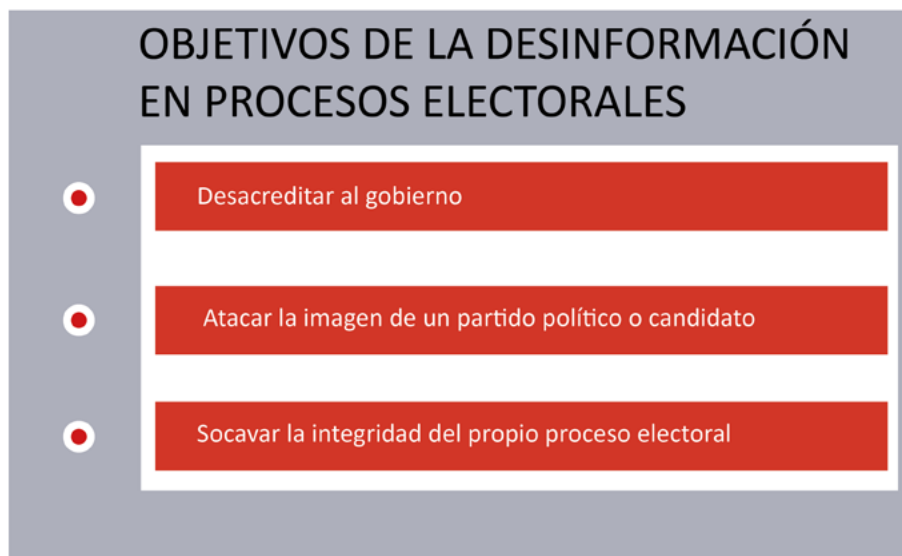 OBJETIVOS DE LA DESINFORMACIÓN
EN PROCESOS ELECTORALES
Desacreditar al gobierno
Atacar la imagen de un partido político o candidato
Socavar la integridad del propio proceso electoral